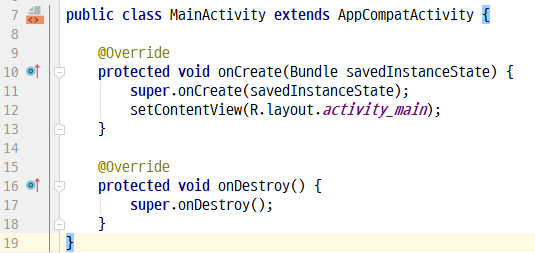 7 public class MainActivity extends AppCompatActivity {
8
9 @Override
10 protected void onCreate(Bundle savedInstanceState) {
11 super.onCreate(savedInstanceState);
12 setContentView(R.layout.activity_main);
13 }
14
15 @Override
16 protected void onDestroy() {
17 super.onDestroy();
18 }
19 }